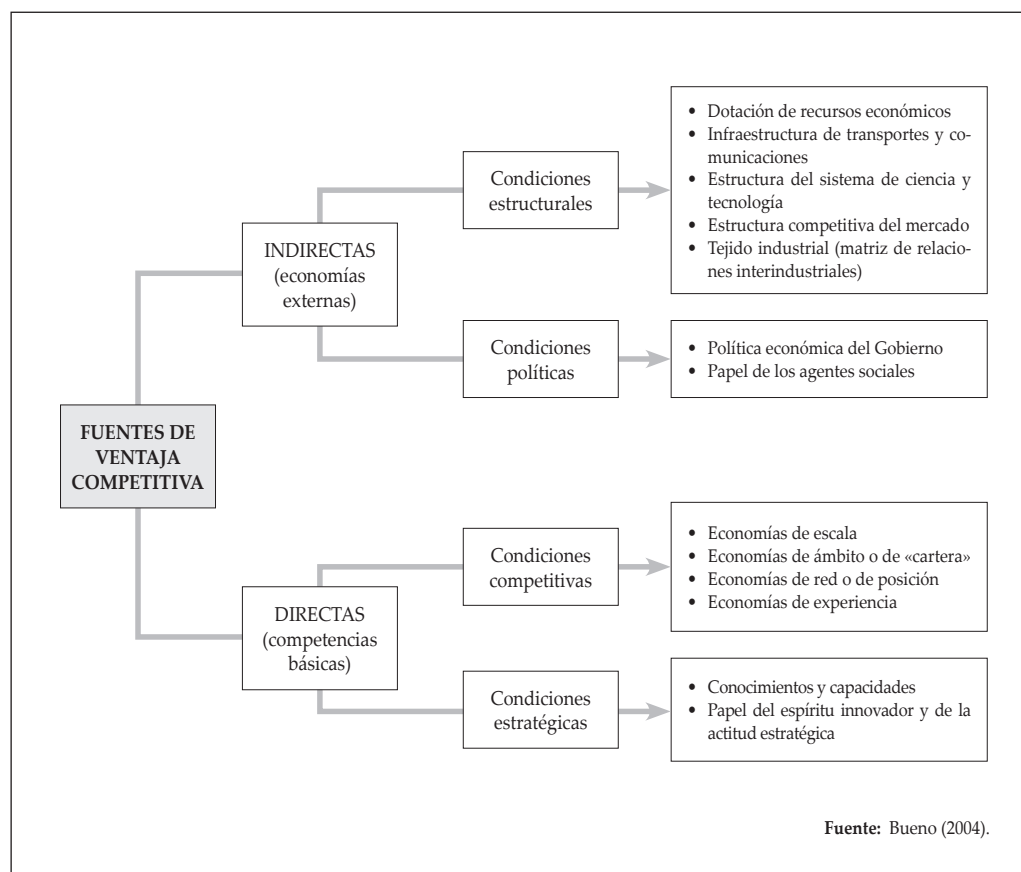 • Dotación de recursos económicos
• Infraestructura de transportes y co-
municaciones
• Estructura del sistema de ciencia y
tecnología
• Estructura competitiva del mercado
• Tejido industrial (matriz de relacio-
nes interindustriales)
Condiciones
estructurales
INDIRECTAS
(economías
externas)
Condiciones
políticas
• Política económica del Gobierno
• Papel de los agentes sociales
FUENTES DE
VENTAJA
COMPETITIVA
Condiciones
competitivas
• Economías de escala
• Economías de ámbito o de «cartera»
• Economías de red o de posición
• Economías de experiencia
DIRECTAS
(competencias
básicas)
Condiciones
estratégicas
• Conocimientos y capacidades
• Papel del espíritu innovador y de la
actitud estratégica
Fuente: Bueno (2004).